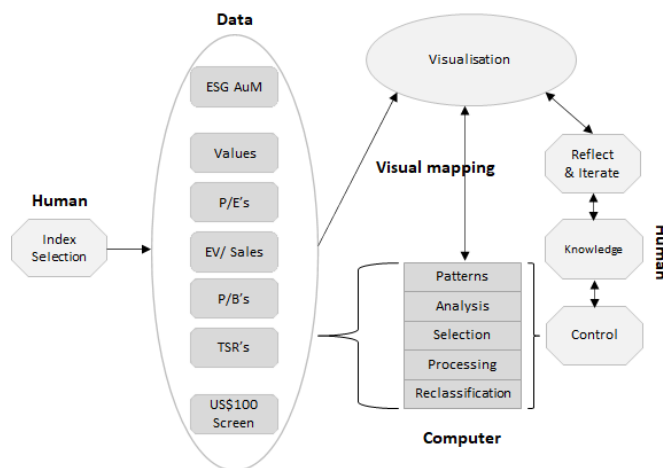 Data
ESG AuM
Values
P/E's
EV/ Sales
P/B's
TSR's
US$100
Screen
Human
Index
Selection
Visualisation
Visual mapping
Patterns
Analysis
Selection
Processing
Reclassification
Computer
Reflect
& Iterate
Knowledge
Control
Human